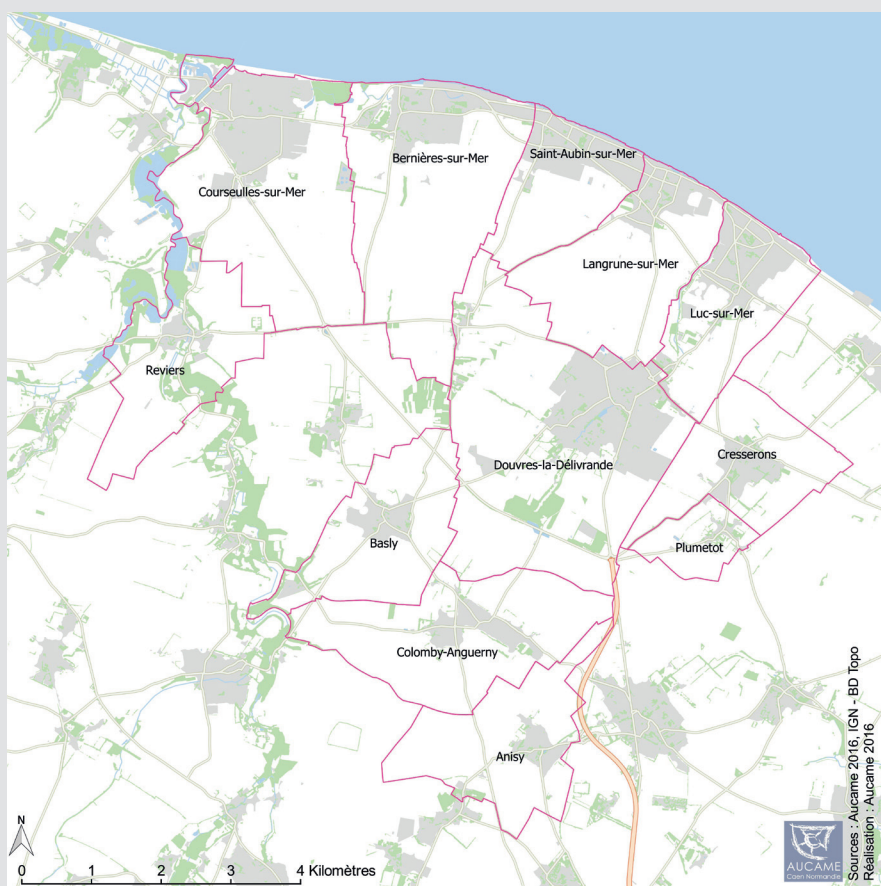 Bernières-sur-Mer
Saint-Aubin-sur-Mer
Courseulles-sur-Mer
Langrune-sur-Mer
Luc-sur-Mer
Reviers
Cresserons
Douvres-la-Délivrande
Basly
Plumetot
Colomby-Anguerny
Anisy
N
0 1 2 3 4 Kilomètres
AUCAME
Caen Normandie
Sources : Aucame 2016, IGN - BD Topo
Réalisation : Aucame 2016